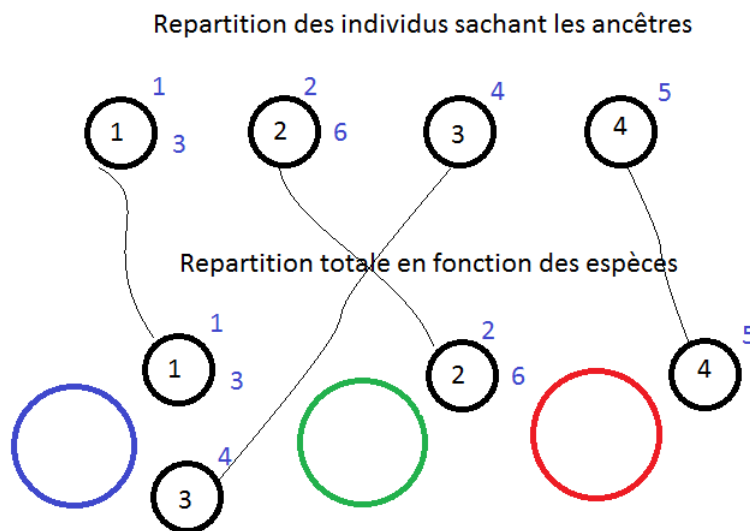 Repartition des individus sachant les ancêtres
1 2 4 5
1 2 3 4
3 6
Repartition totale en fonction des espèces
1 2 5
1 2 4
3 6
4
3